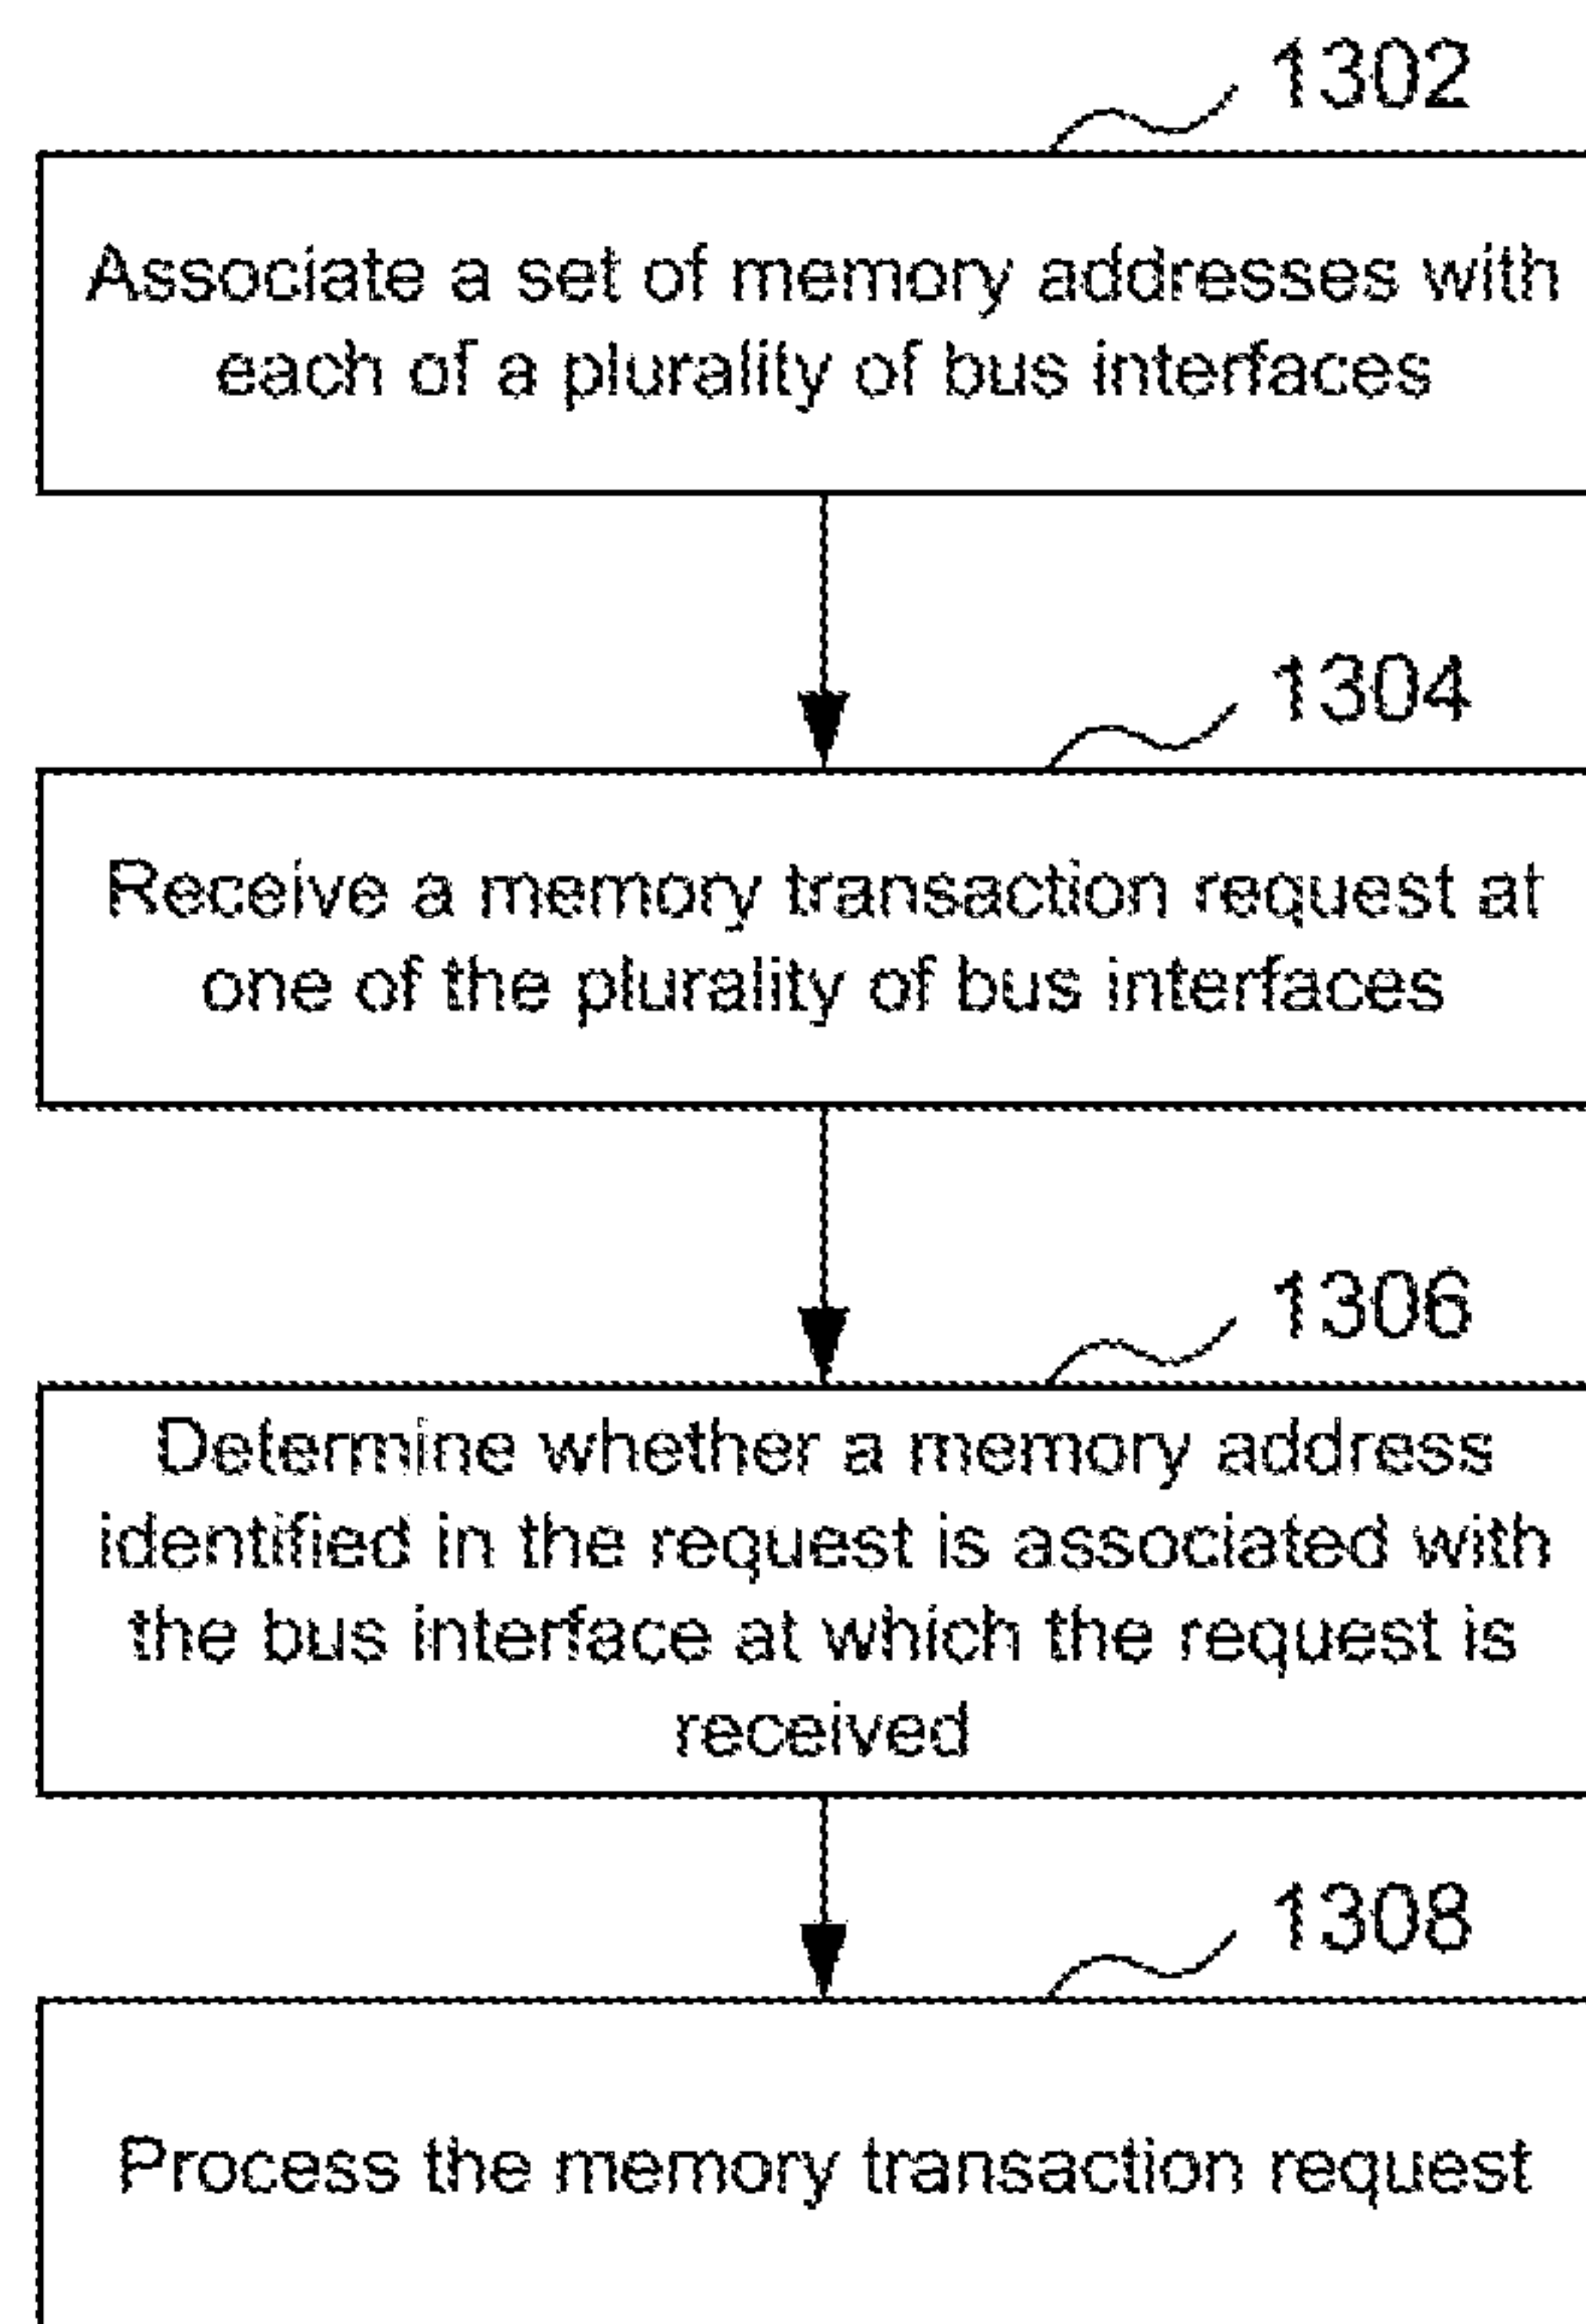 1302
Associate a set of memory addresses with
each of a plurality of bus interfaces
1304
Receive a memory transaction request at
one of the plurality of bus interfaces
1306
Determine whether a memory address
identified in the request is associated with
the bus interface at which the request is
received
1308
Process the memory transaction request